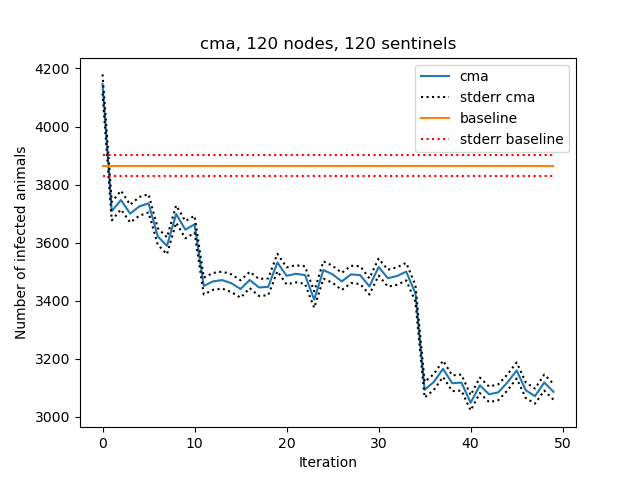 cma, 120 nodes, 120 sentinels
4200
4000
3800
3600
3400
3200
3000
Number of infected animals
cma
stderr cma
baseline
stderr baseline
0
10
20
30
40
50
Iteration